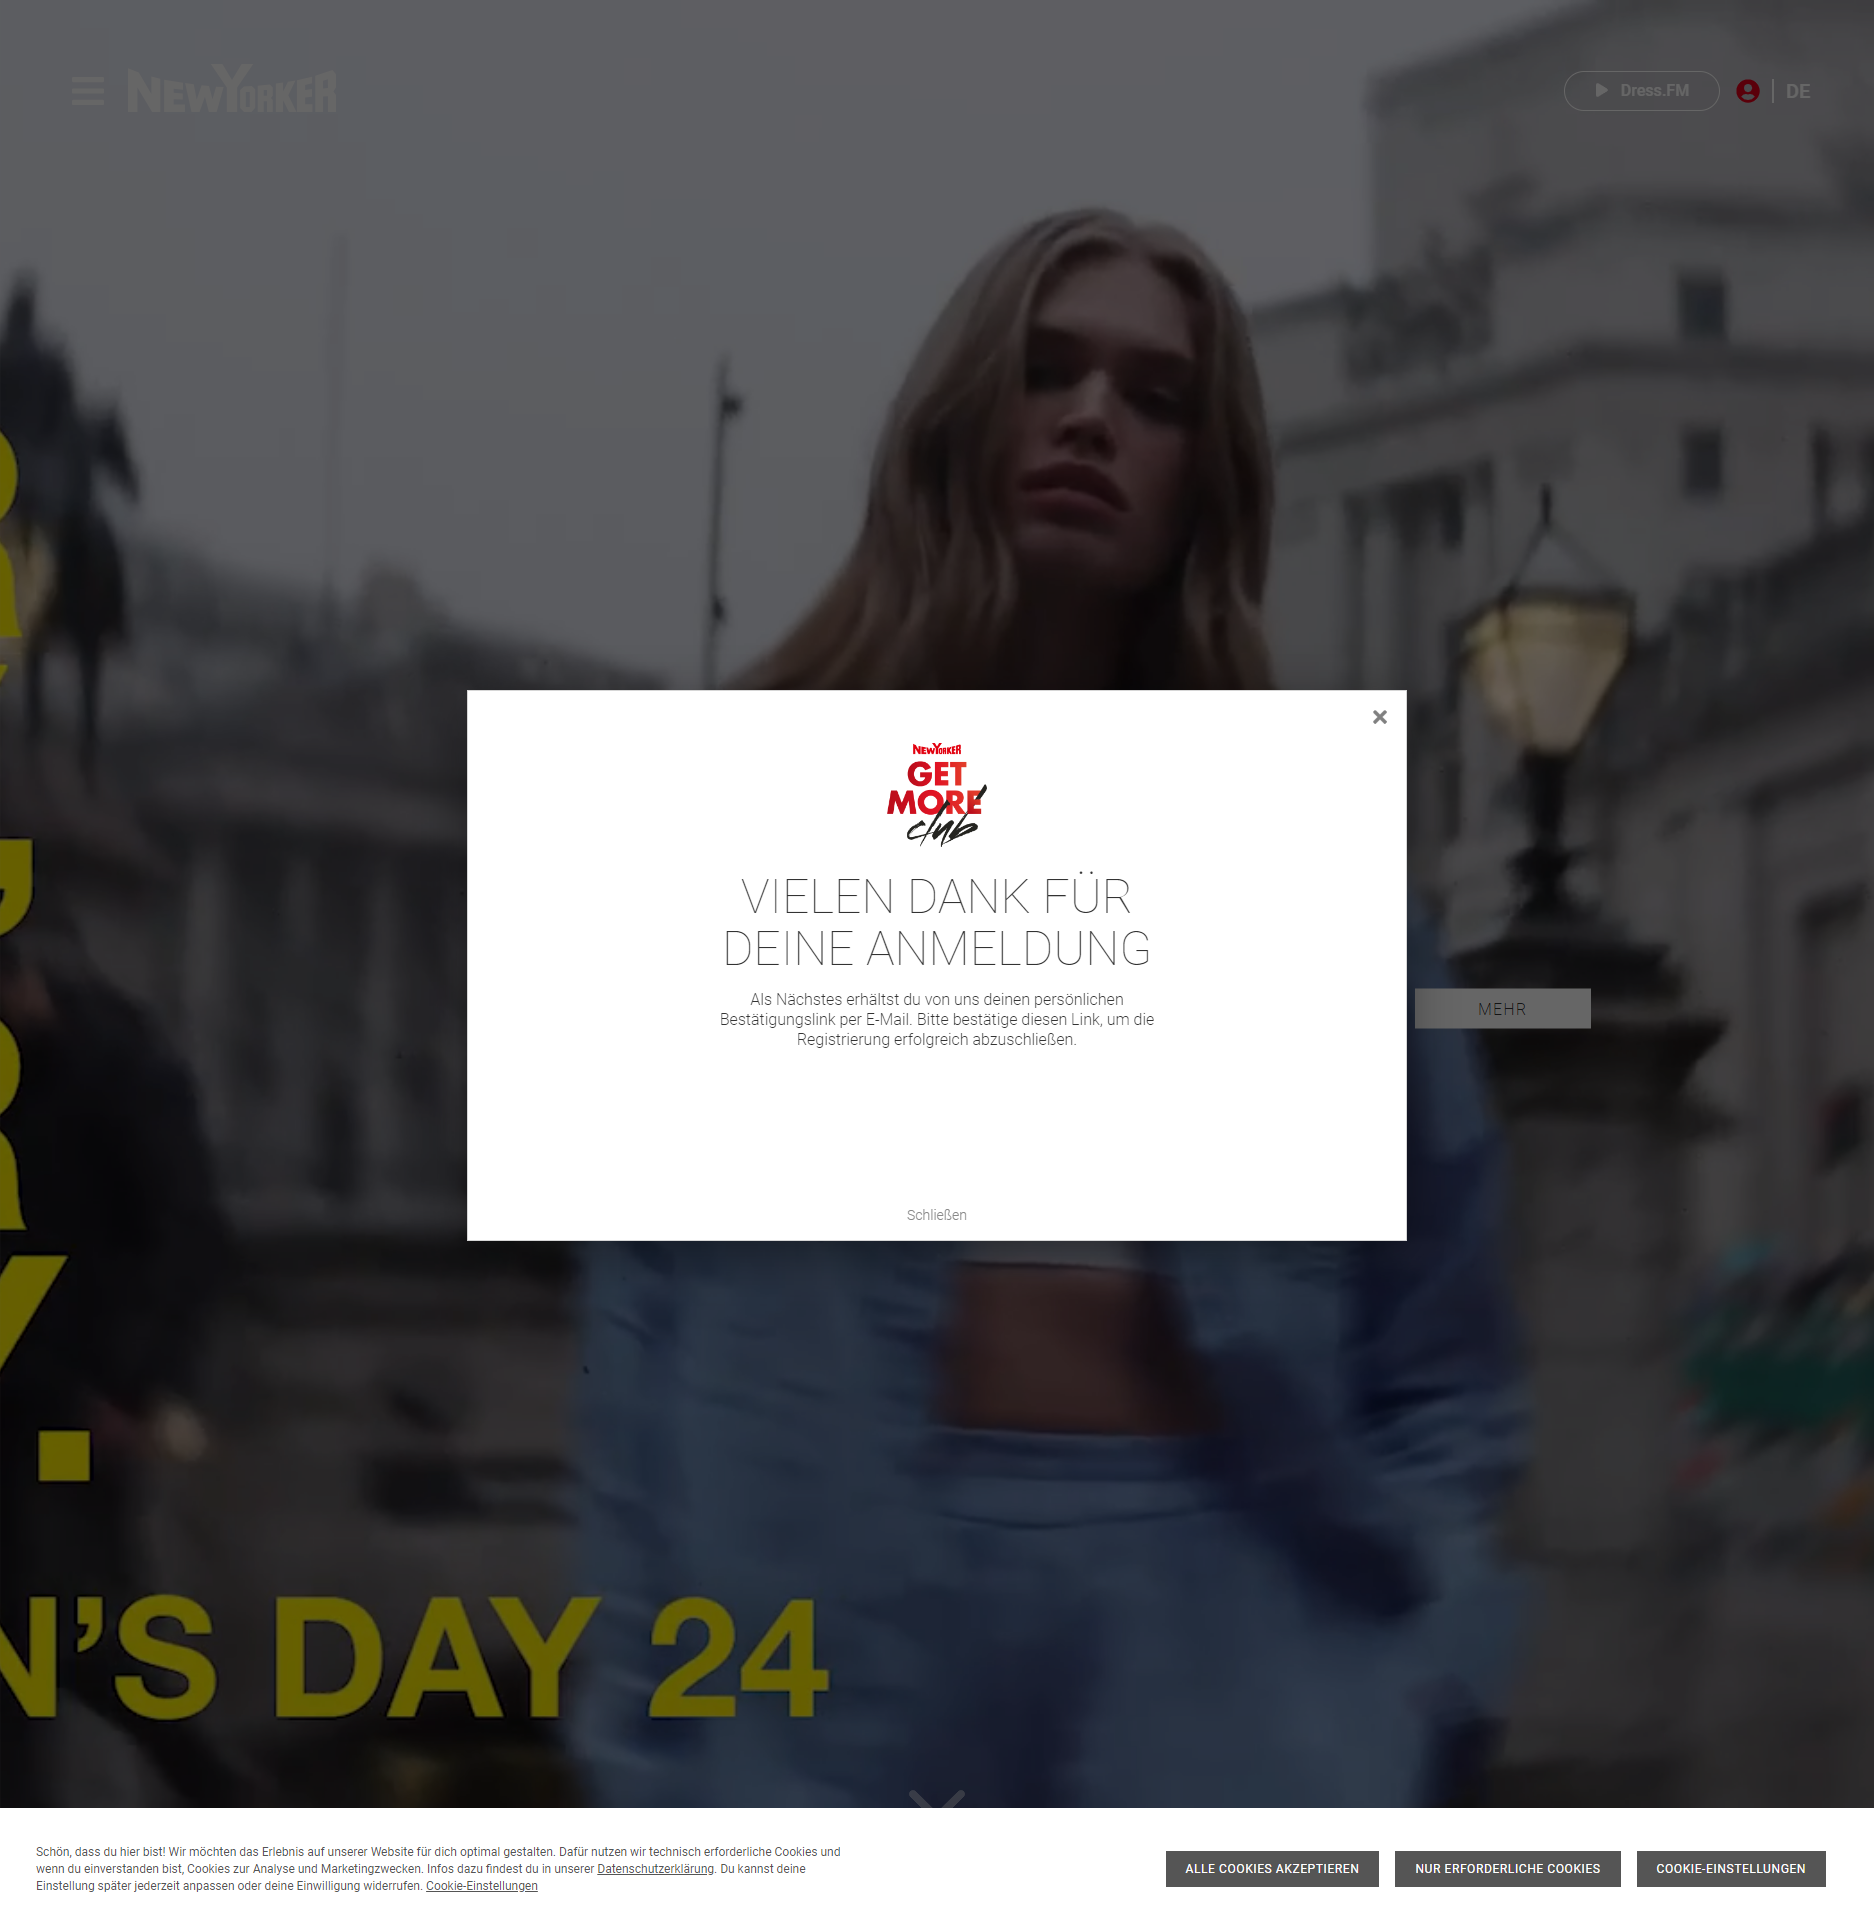 NEWYORKER
Dress.FM
DE
NEWYORKER
GET
MORE
club
VIELEN DANK FÜR
DEINE ANMELDUNG
Als Nächstes erhältst du von uns deinen persönlichen
Bestätigungslink per E-Mail. Bitte bestätige diesen Link, um die
Registrierung erfolgreich abzuschließen.
MEHR
Schließen
N’S DAY 24
Schön, dass du hier bist! Wir möchten das Erlebnis auf unserer Website für dich optimal gestalten. Dafür nutzen wir technisch erforderliche Cookies und
wenn du einverstanden bist, Cookies zur Analyse und Marketingzwecken. Infos dazu findest du in unserer Datenschutzerklärung. Du kannst deine
Einstellung später jederzeit anpassen oder deine Einwilligung widerrufen. Cookie-Einstellungen
ALLE COOKIES AKZEPTIEREN
NUR ERFORDERLICHE COOKIES
COOKIE-EINSTELLUNGEN